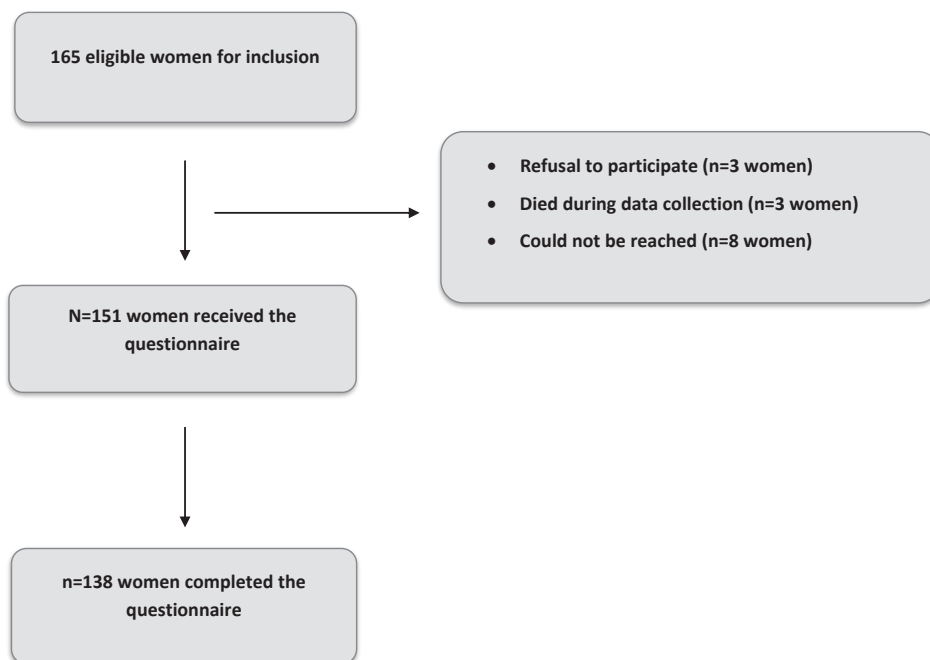 165 eligible women for inclusion
• Refusal to participate (n=3 women)
• Died during data collection (n=3 women)
• Could not be reached (n=8 women)
N=151 women received the
questionnaire
n=138 women completed the
questionnaire